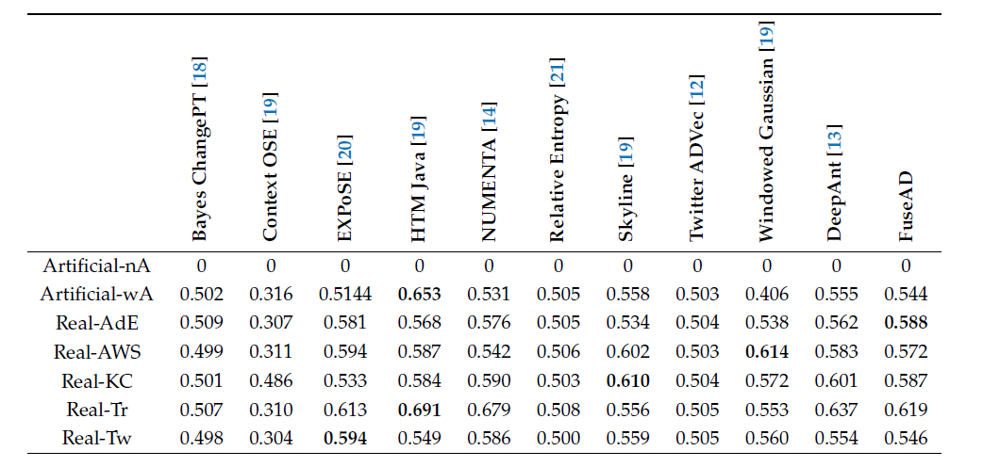 Bayes ChangePT [18] Context OSE [19] EXPoSE [20] HTM Java [19] NUMENTA [14] Relative Entropy [21] Skyline [19] Twitter ADVec [12] Windowed Gaussian [19] DeepAnt [13] FuseAD
Artificial-nA 0 0 0 0 0 0 0 0 0 0 0
Artificial-wA 0.502 0.316 0.5144 0.653 0.531 0.505 0.558 0.503 0.406 0.555 0.544
Real-AdE 0.509 0.307 0.581 0.568 0.576 0.505 0.534 0.504 0.538 0.562 0.588
Real-AWS 0.499 0.311 0.594 0.587 0.542 0.506 0.602 0.503 0.614 0.583 0.572
Real-KC 0.501 0.486 0.533 0.584 0.590 0.503 0.610 0.504 0.572 0.601 0.587
Real-Tr 0.507 0.310 0.613 0.691 0.679 0.508 0.556 0.505 0.553 0.637 0.619
Real-Tw 0.498 0.304 0.594 0.549 0.586 0.500 0.559 0.505 0.560 0.554 0.546